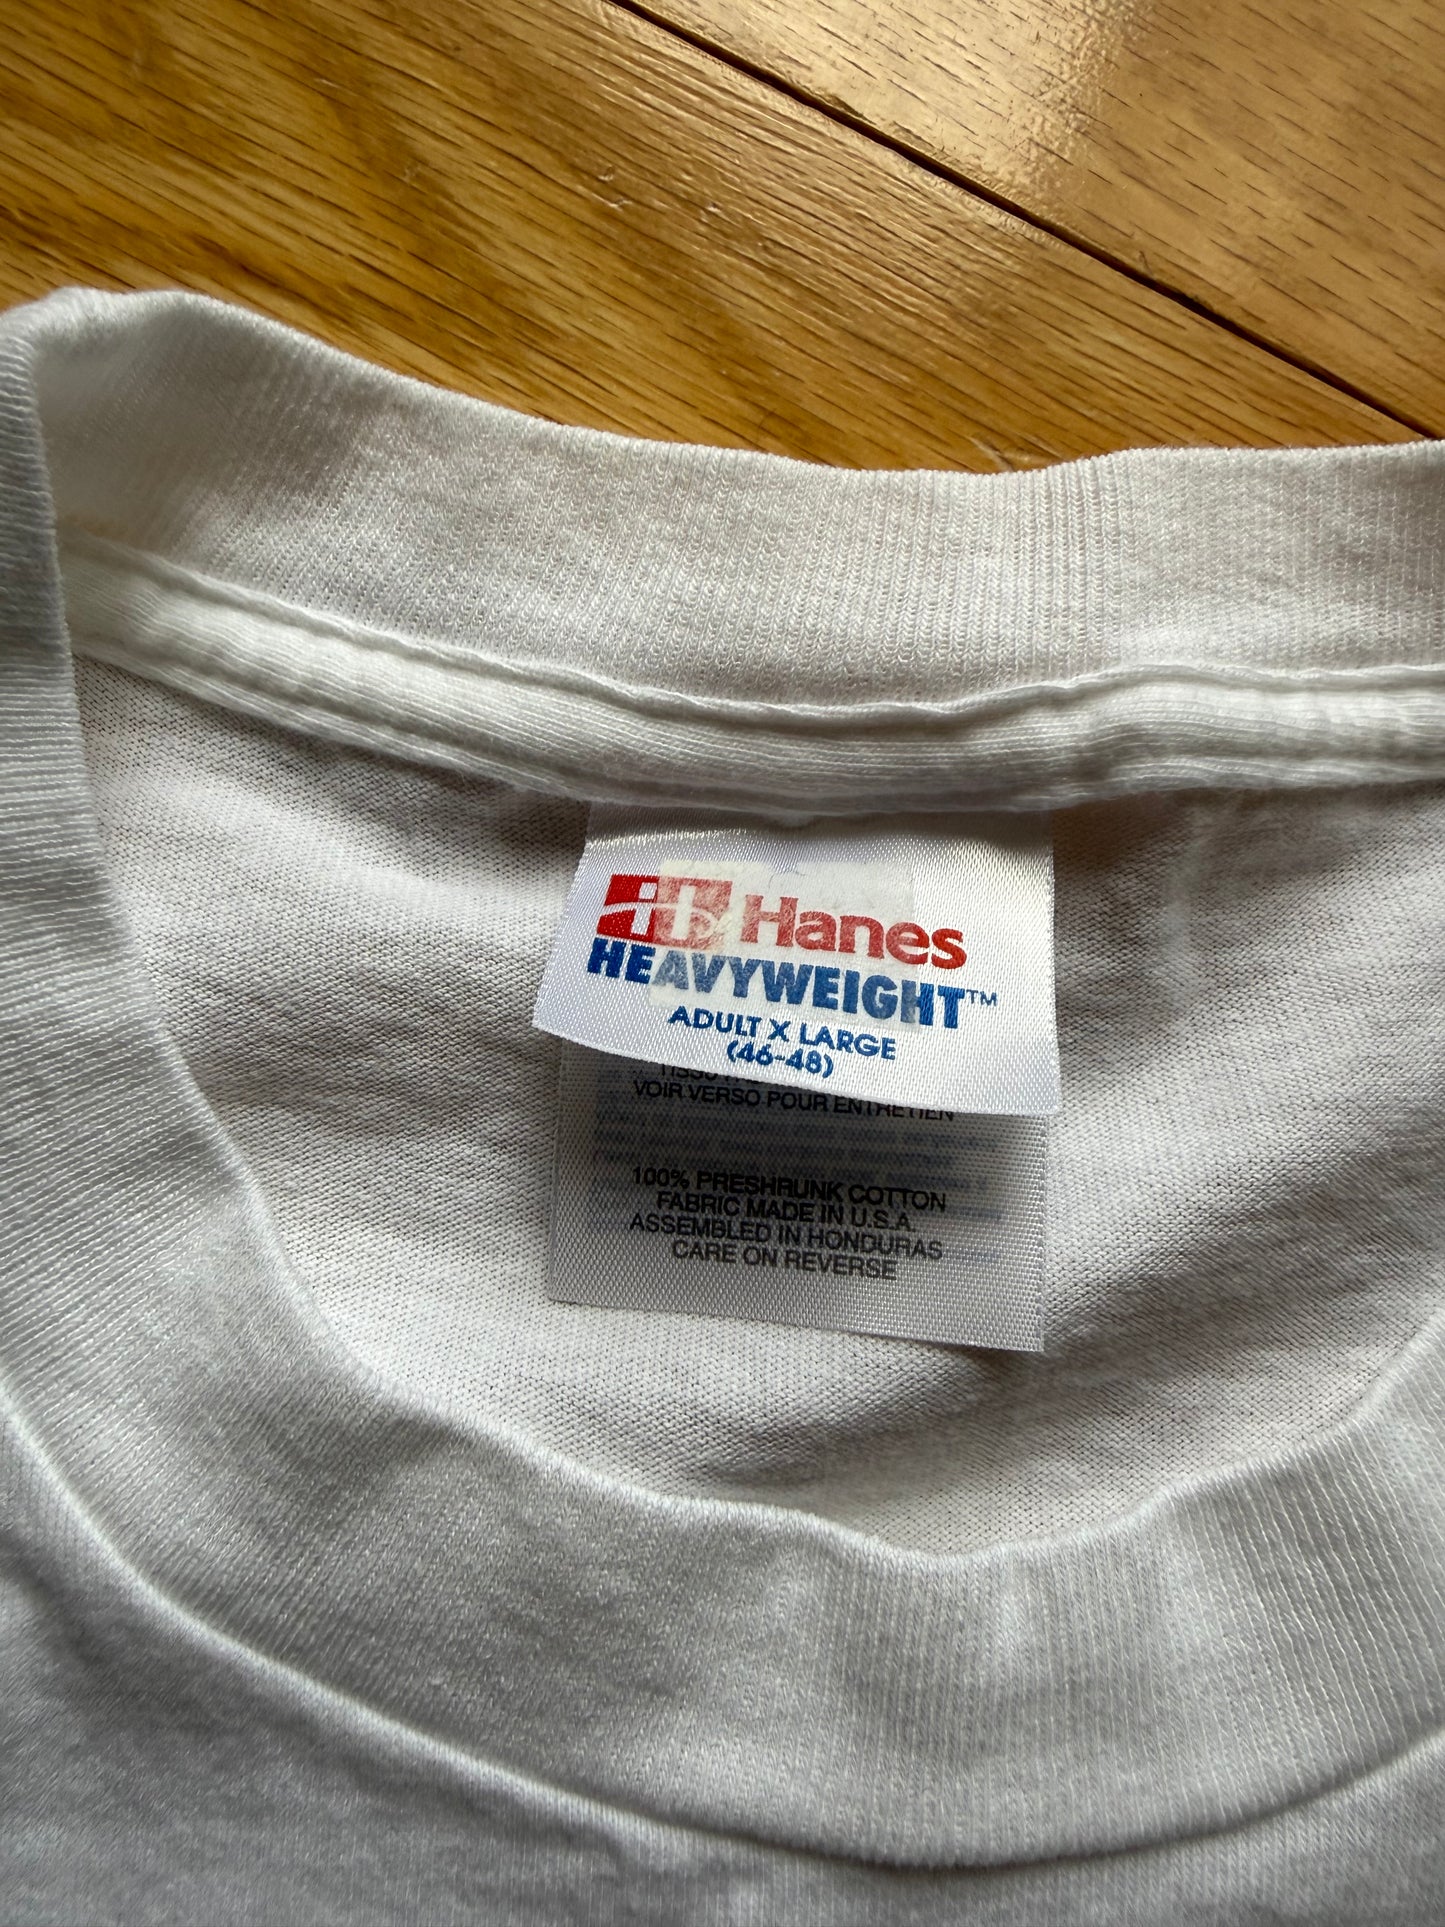 Hanes
HEAVYWEIGHT™
ADULT X LARGE
(46-48)
VOIR VERSO POUR ENTRETIEN
100% PRESHRUNK COTTON
FABRIC MADE IN U.S.A.
ASSEMBLED IN HONDURAS
CARE ON REVERSE